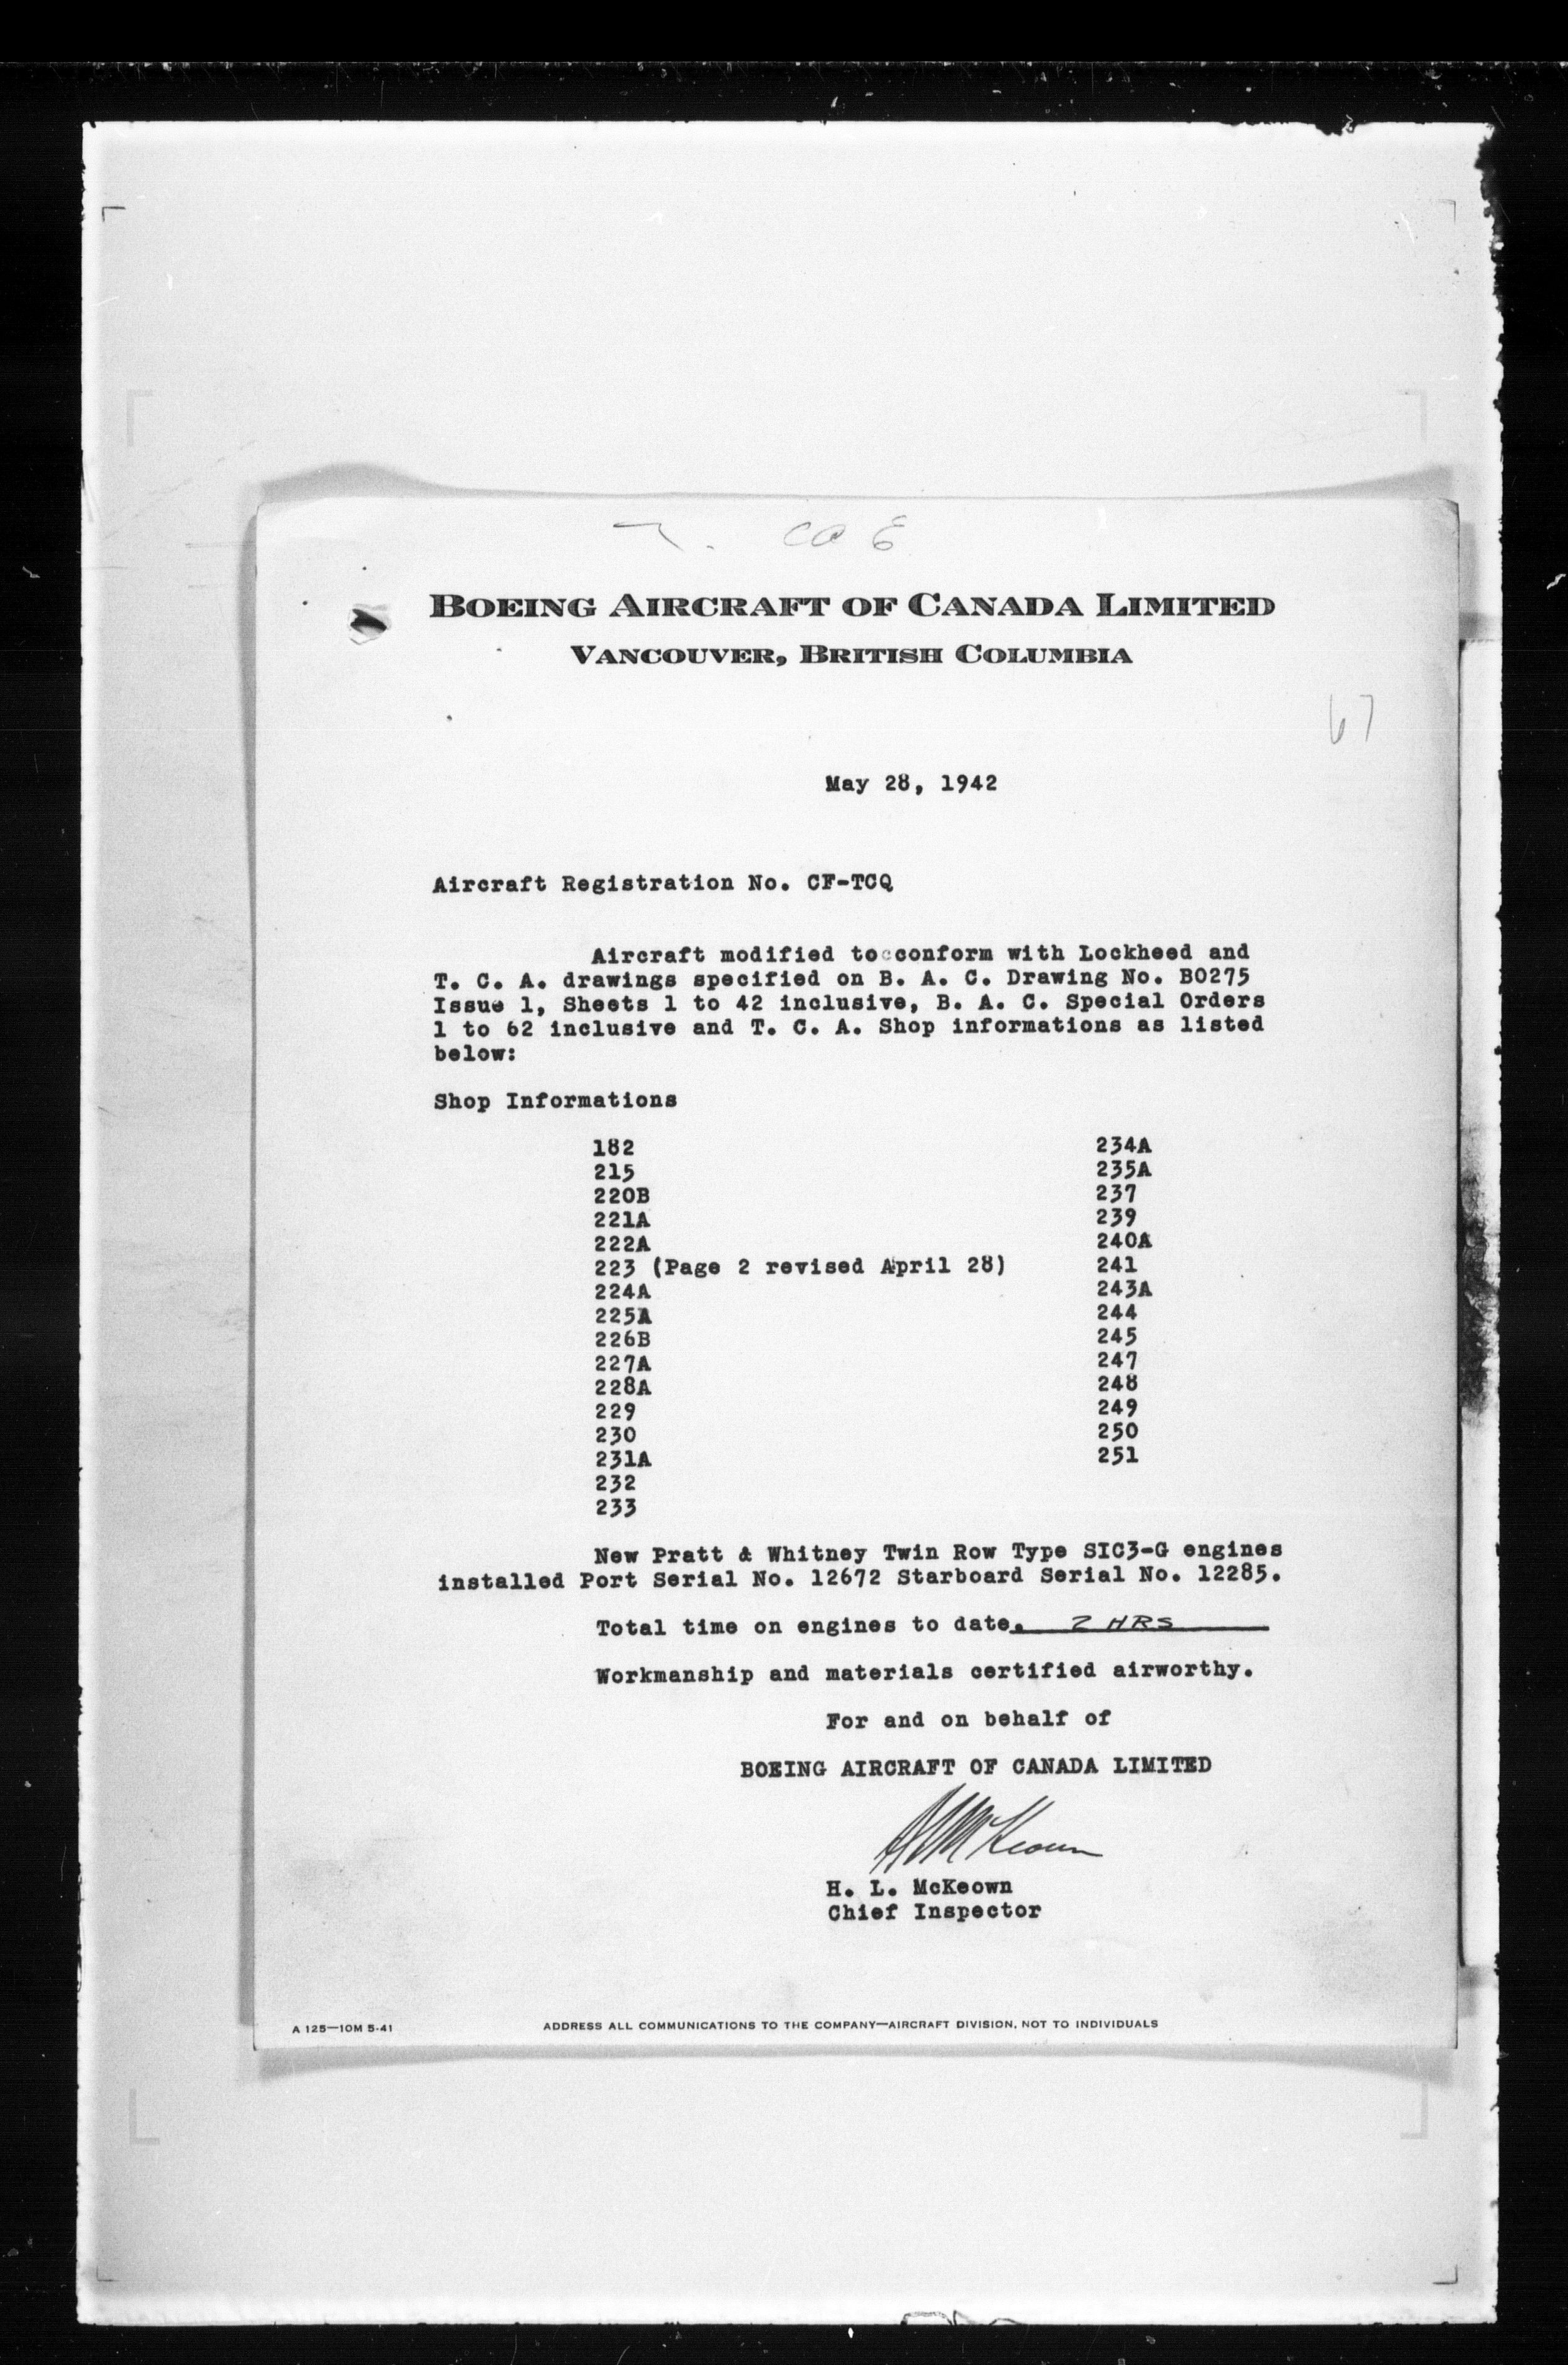 BOEING AIRCRAFT OF CANADA LIMITED
VANCOUVER, BRITISH COLUMBIA
67
May 28, 1942
Aircraft Registration No. CF-TCQ
Aircraft modified to conform with Lockheed and
T. C. A. drawings specified on B. A. C. Drawing No. B0275
Issue 1, Sheets 1 to 42 inclusive, B. A. C. Special Orders
1 to 62 inclusive and T. C. A. Shop informations as listed
below:
Shop Informations
182 234A
215 235A
220B 237
221A 239
222A 240A
223 (Page 2 revised April 28) 241
224A 243A
225A 244
226B 245
227A 247
228A 248
229 249
230 250
231A 251
232
233
New Pratt & Whitney Twin Row Type SIC3-G engines
installed Port Serial No. 12672 Starboard Serial No. 12285.
Total time on engines to date. 2 HRS
Workmanship and materials certified airworthy.
For and on behalf of
BOEING AIRCRAFT OF CANADA LIMITED
H L McKeown
H. L. McKeown
Chief Inspector
A 125—10M 5-41 ADDRESS ALL COMMUNICATIONS TO THE COMPANY—AIRCRAFT DIVISION, NOT TO INDIVIDUALS